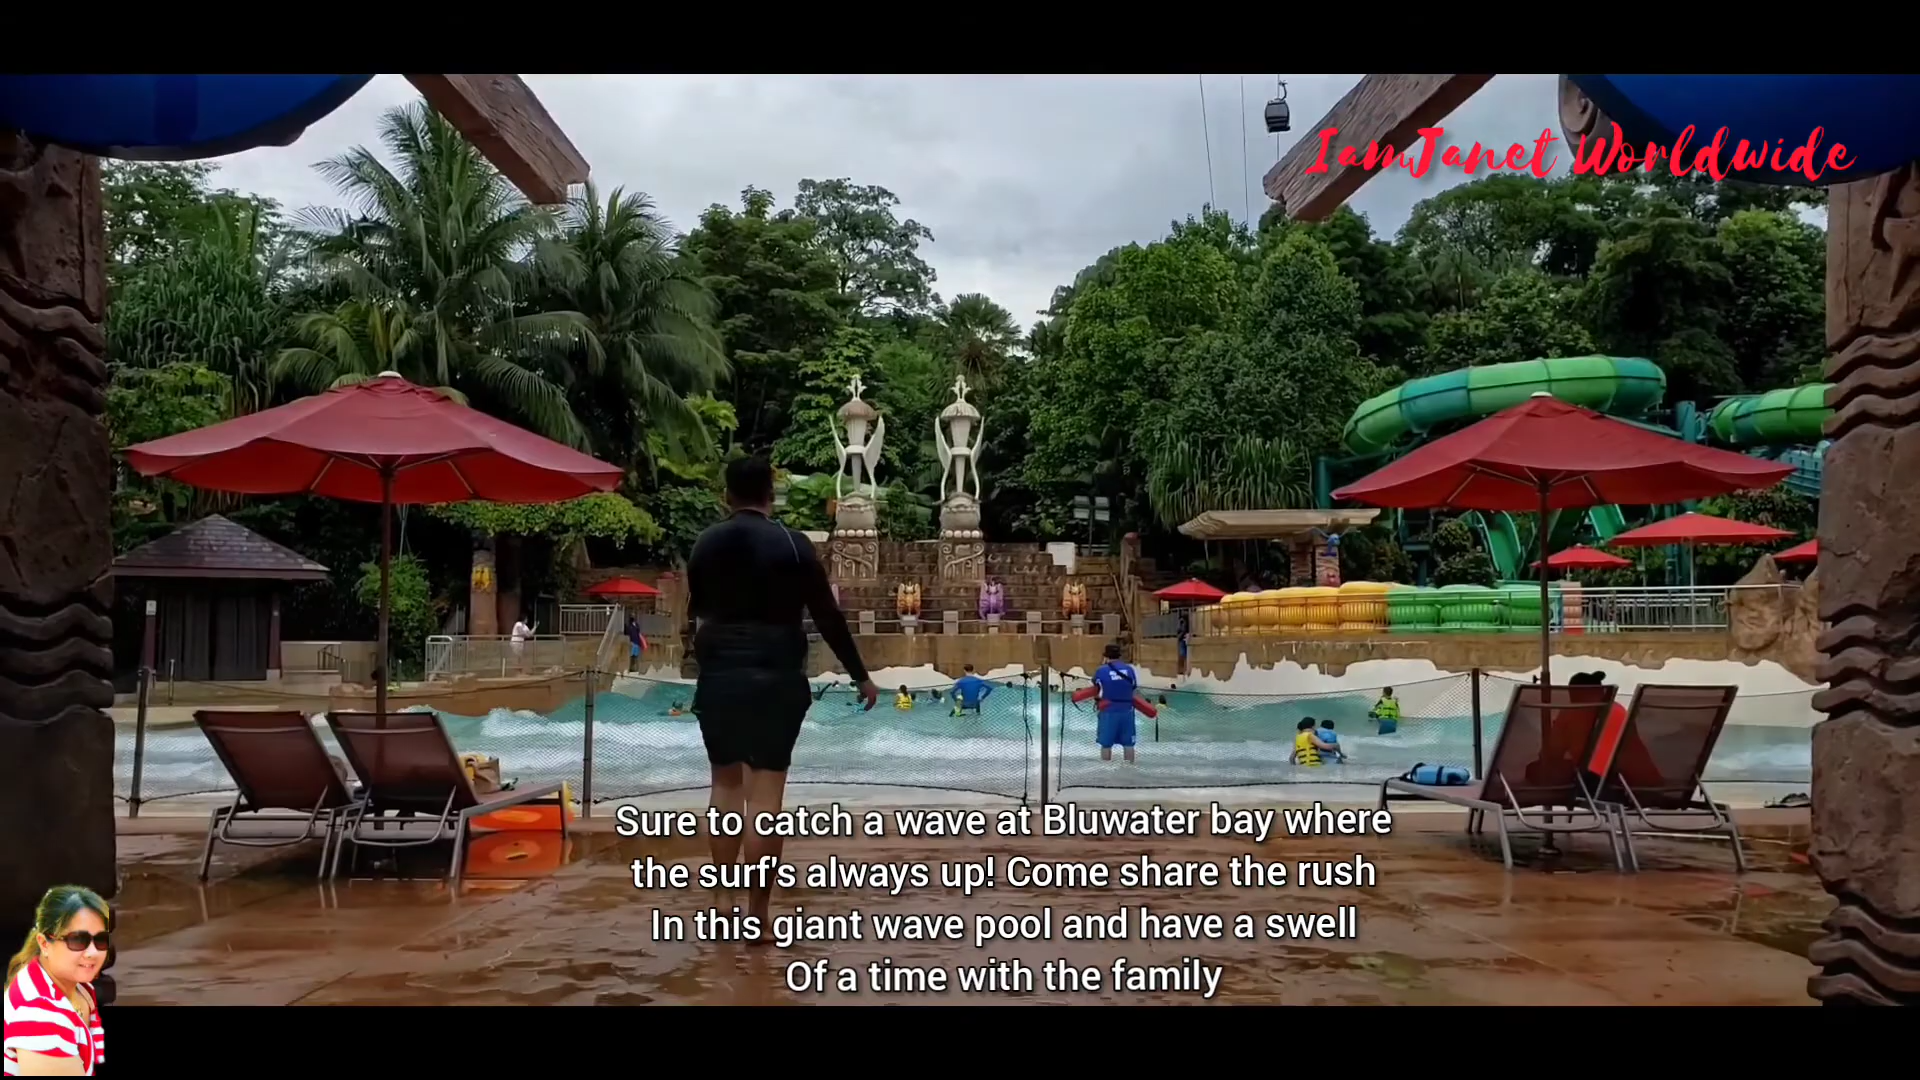 IamJanet Worldwide
Sure to catch a wave at Bluwater bay where
the surf's always up! Come share the rush
In this giant wave pool and have a swell
Of a time with the family